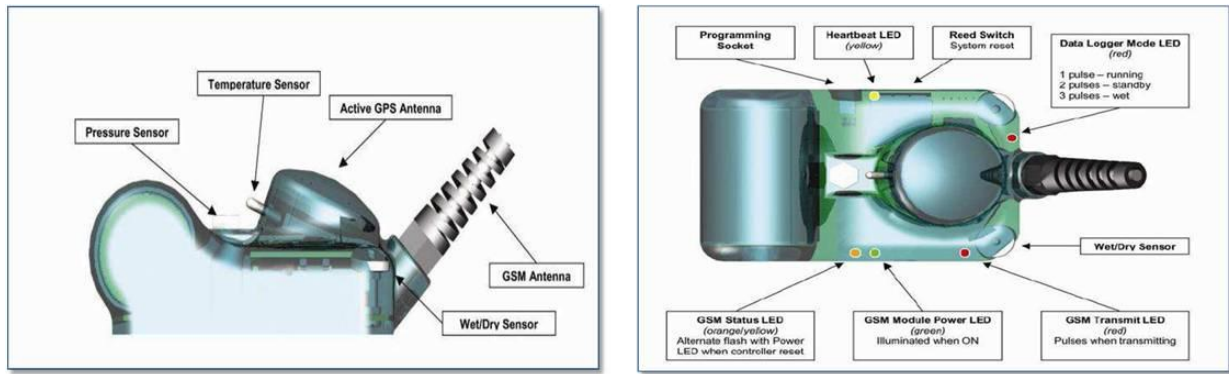 Temperature Sensor
Active GPS Antenna
Pressure Sensor
GSM Antenna
Wet/Dry Sensor
Programming
Socket
Heartbeat LED
(yellow)
Reed Switch
System reset
Data Logger Mode LED
(red)
1 pulse – running
2 pulses – standby
3 pulses – wet
Wet/Dry Sensor
GSM Status LED
(orange/yellow)
Alternate flash with Power
LED when controller reset
GSM Module Power LED
(green)
Illuminated when ON
GSM Transmit LED
(red)
Pulses when transmitting